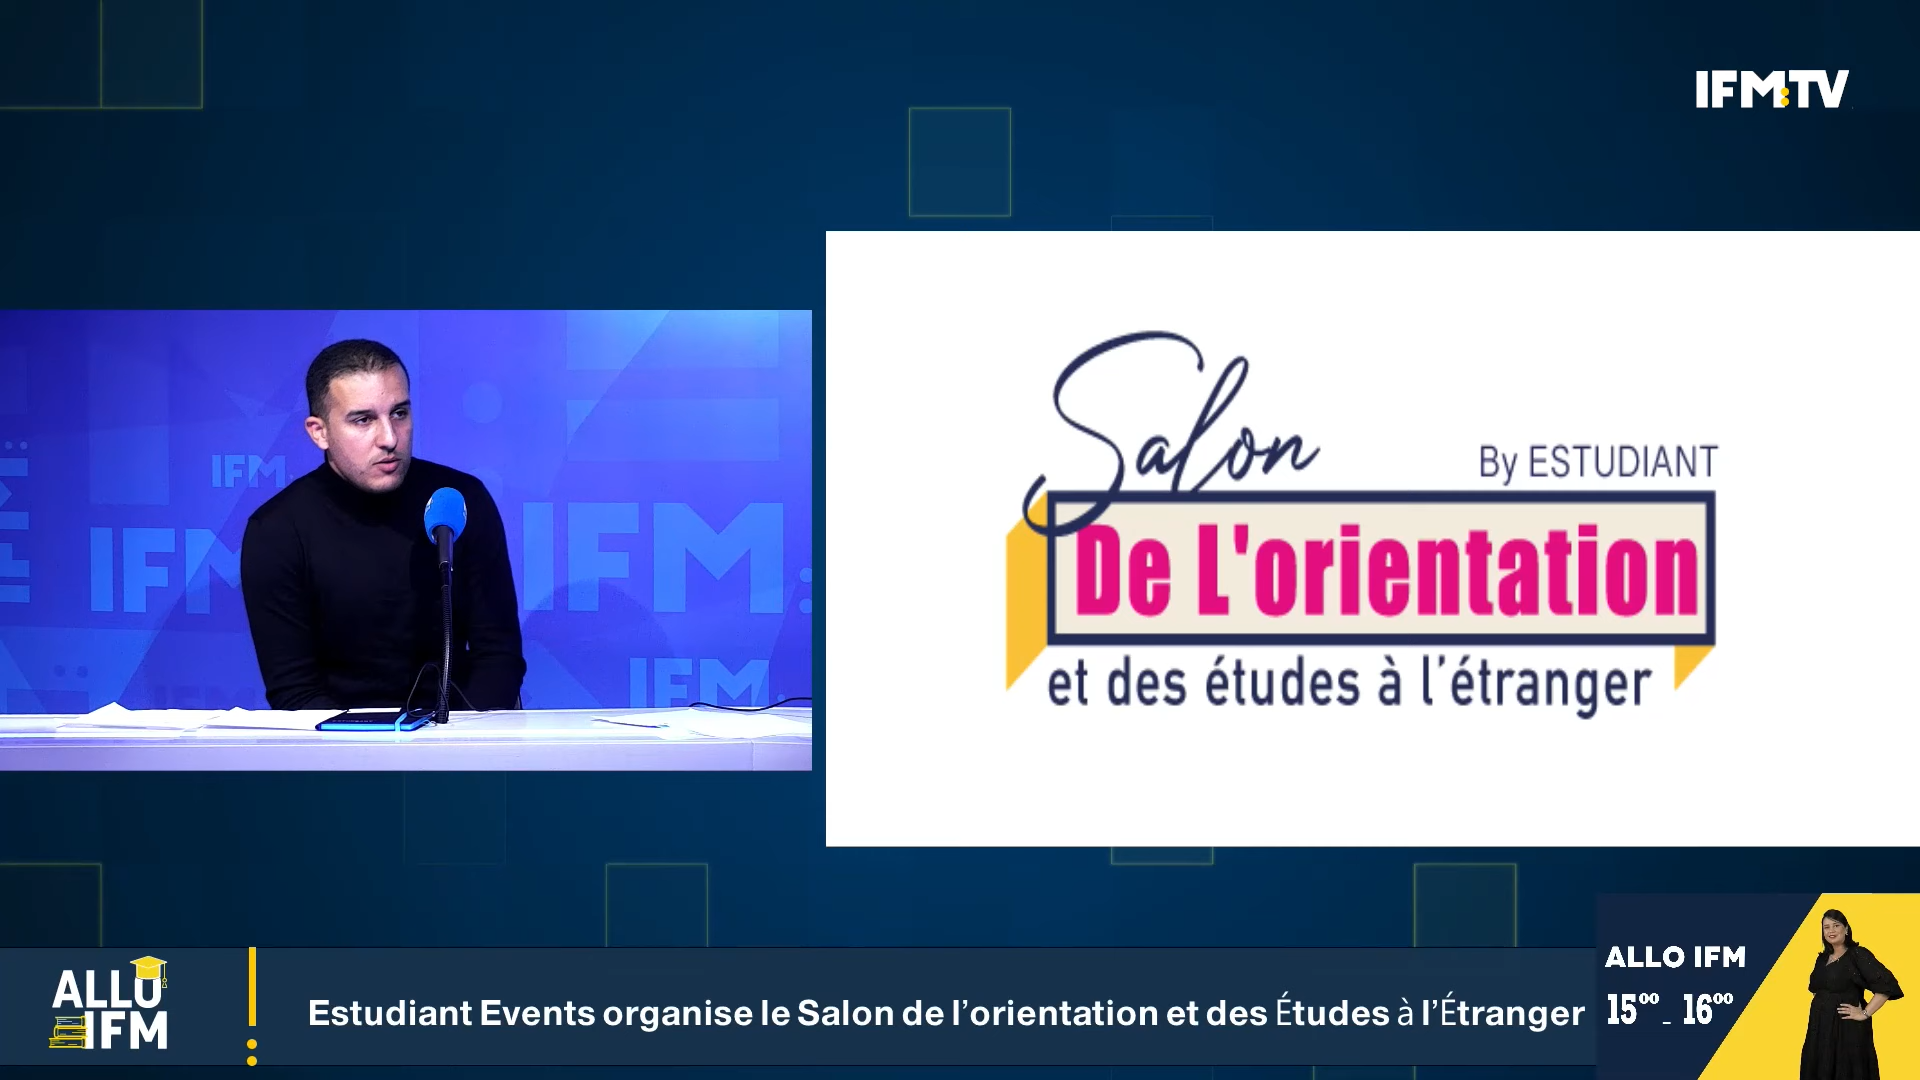 IFM:TV
IFM.
IFM
IFM:
IFM.
Salon
By ESTUDIANT
De L'orientation
et des études à l'étranger
ALLO
IFM
Estudiant Events organise le Salon de l’orientation et des Études à l’Étranger
ALLO IFM
15⁰⁰ - 16⁰⁰